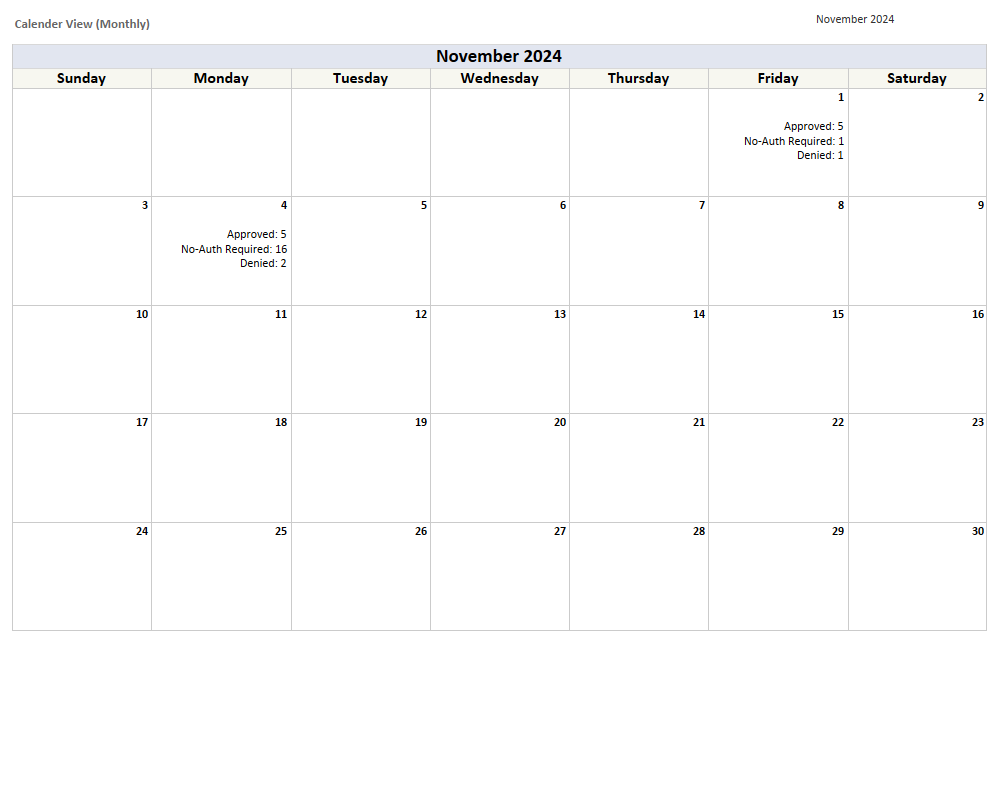 Calender View (Monthly)
November 2024
November 2024
Sunday Monday Tuesday Wednesday Thursday Friday Saturday
1 2
Approved: 5
No-Auth Required: 1
Denied: 1
3 4 5 6 7 8 9
Approved: 5
No-Auth Required: 16
Denied: 2
10 11 12 13 14 15 16
17 18 19 20 21 22 23
24 25 26 27 28 29 30